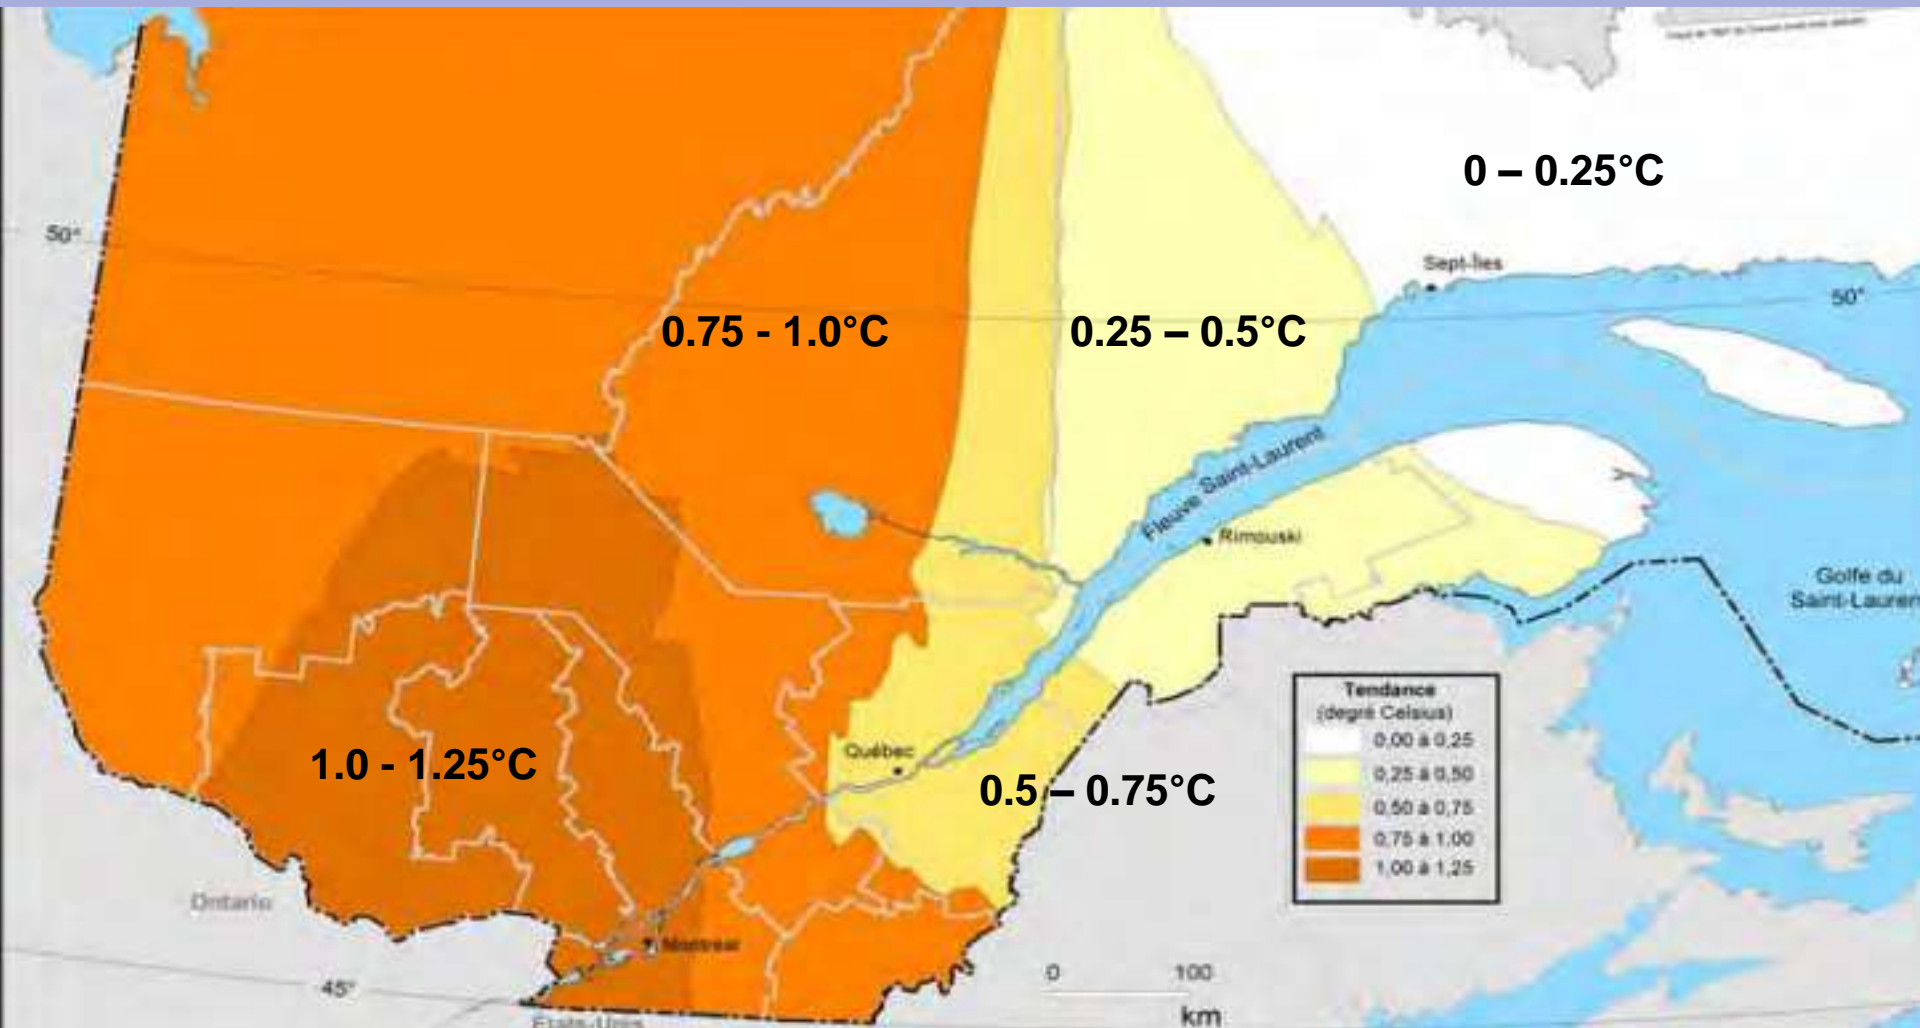 0 – 0.25°C
50°
Sept-Îles
50°
0.75 - 1.0°C
0.25 – 0.5°C
Fleuve Saint-Laurent
Rimouski
Golfe du
Saint-Lauren
Tendance
(degré Celsius)
0,00 à 0,25
0,25 à 0,50
0,50 à 0,75
0,75 à 1,00
1,00 à 1,25
Québec
1.0 - 1.25°C
0.5 – 0.75°C
Ontario
Montréal
0 100
km
45°
États-Unis